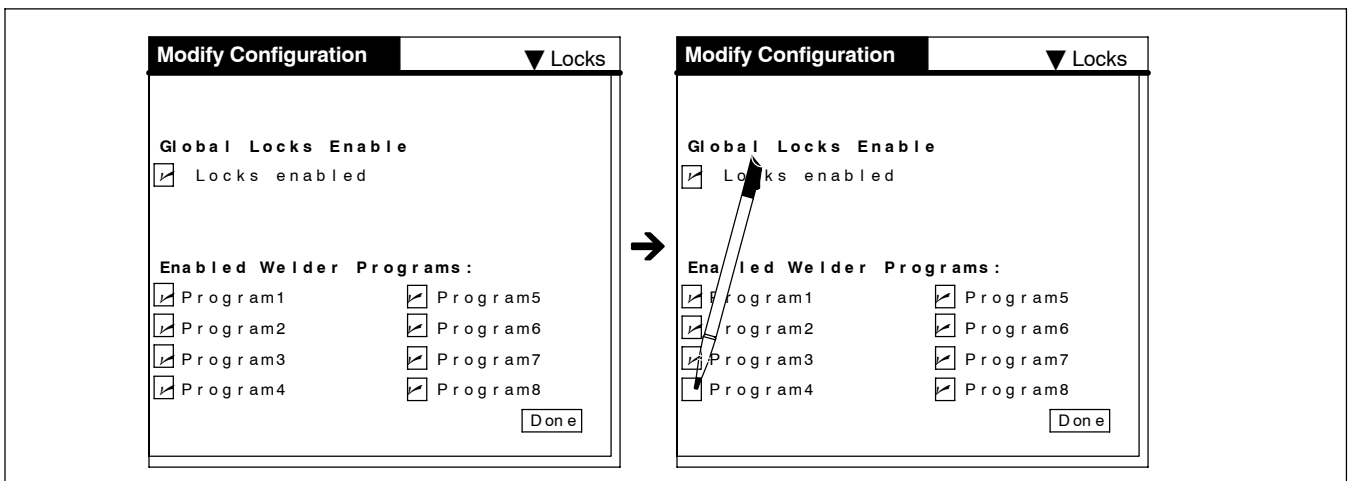 Modify Configuration ▼ Locks
Global Locks Enable
Locks enabled
Enabled Welder Programs:
Program1 Program5
Program2 Program6
Program3 Program7
Program4 Program8
Done
Modify Configuration ▼ Locks
Global Locks Enable
Locks enabled
Enabled Welder Programs:
Program1 Program5
Program2 Program6
Program3 Program7
Program4 Program8
Done